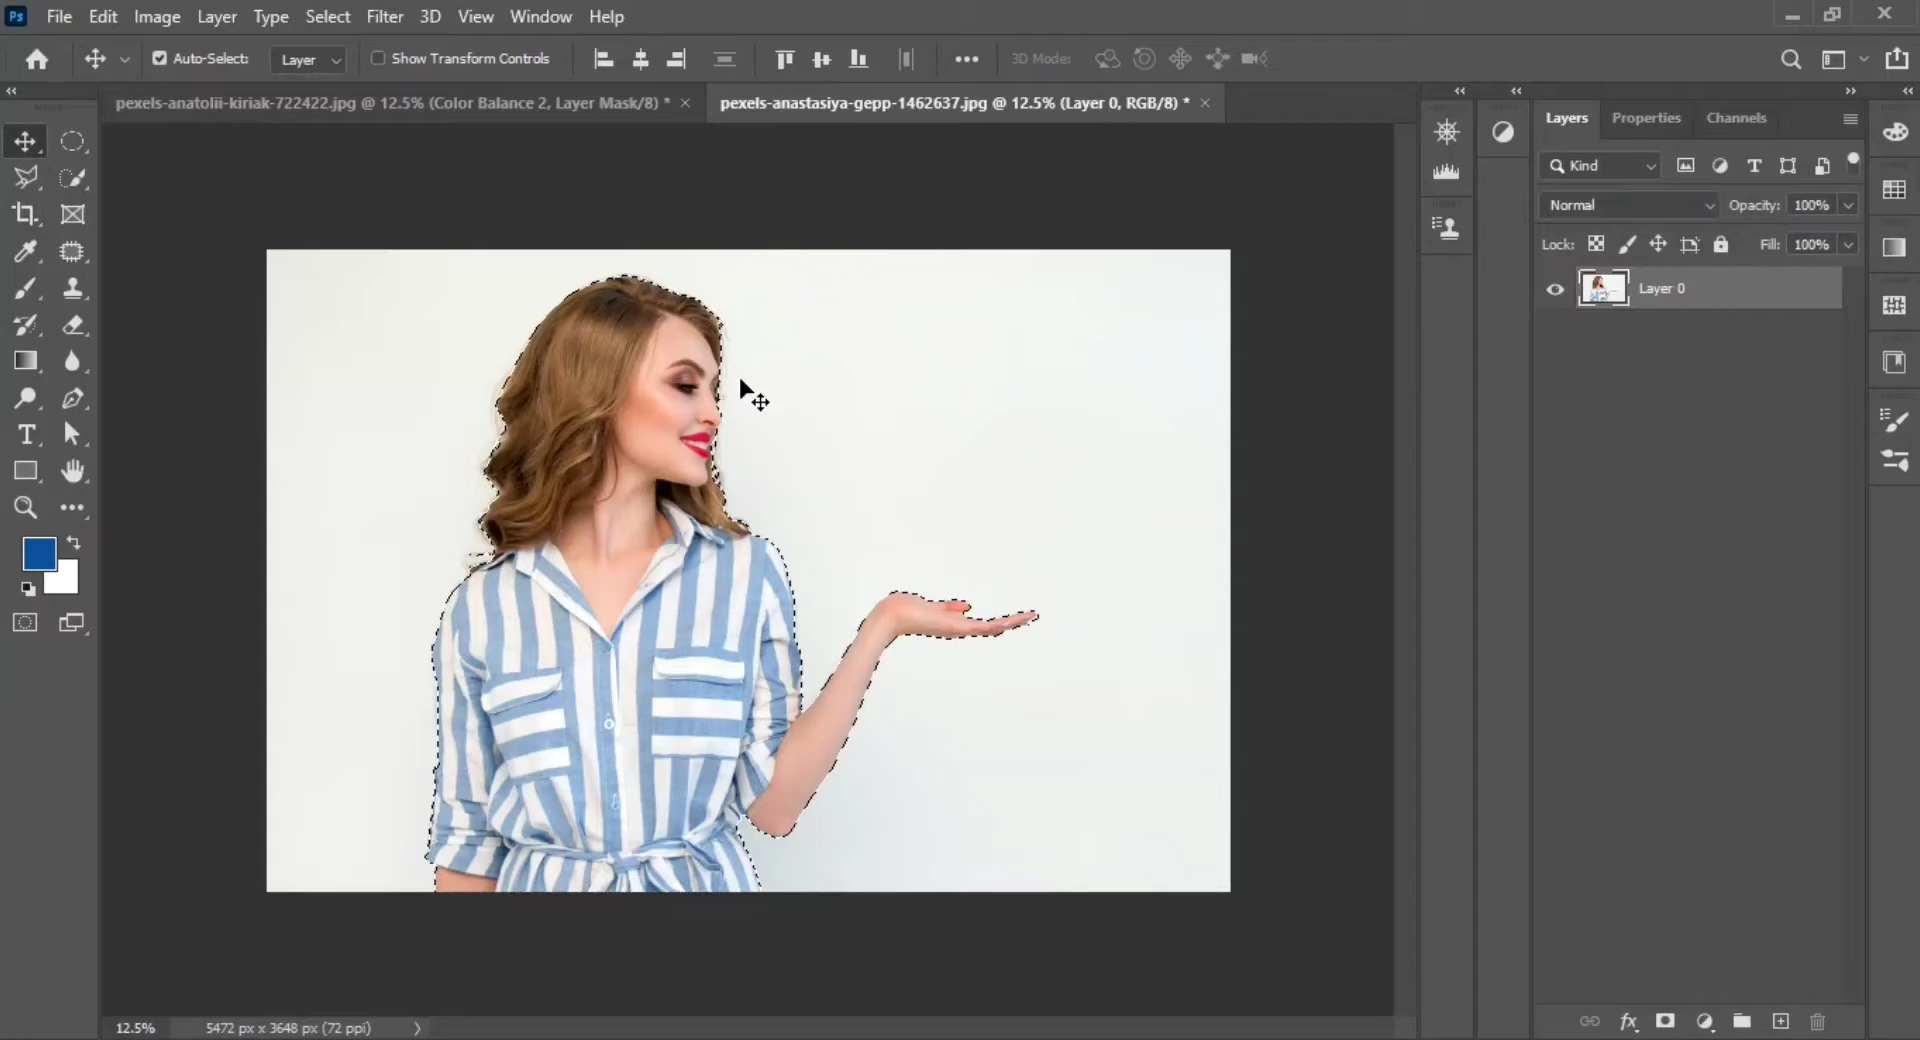 Ps File Edit Image Layer Type Select Filter 3D View Window Help
Auto-Select: Layer Show Transform Controls 3D Mode:
pexels-anatolii-kiriak-722422.jpg @ 12.5% (Color Balance 2, Layer Mask/8) * pexels-anastasiya-gepp-1462637.jpg @ 12.5% (Layer 0, RGB/8) *
Layers Properties Channels
Kind
Normal Opacity: 100%
Lock: Fill: 100%
Layer 0
12.5% 5472 px x 3648 px (72 ppi)